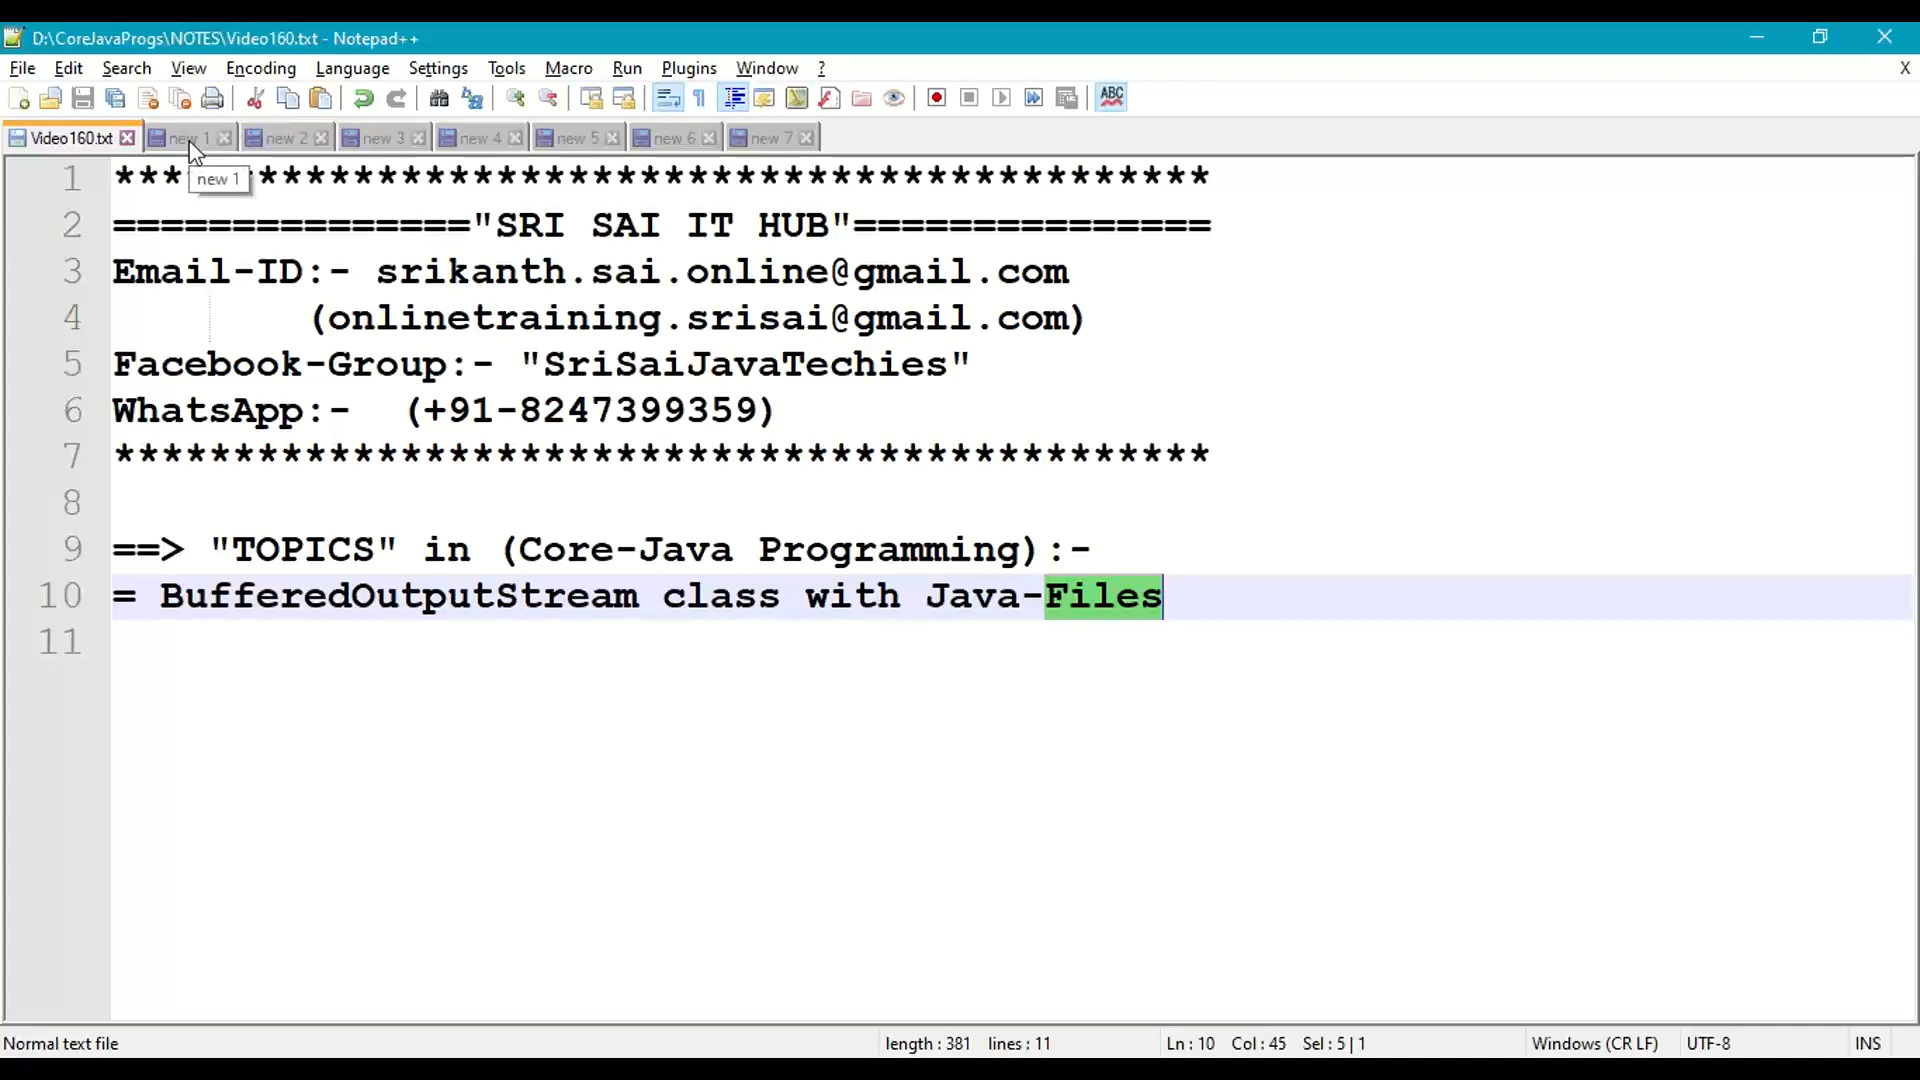 D:\CoreJavaProgs\NOTES\Video160.txt - Notepad++
File Edit Search View Encoding Language Settings Tools Macro Run Plugins Window ? X
ABC
Video160.txt new 1 new 2 new 3 new 4 new 5 new 6 new 7
new 1
1 **********************************************
2 ==============="SRI SAI IT HUB"===============
3 Email-ID:- srikanth.sai.online@gmail.com
4 (onlinetraining.srisai@gmail.com)
5 Facebook-Group:- "SriSaiJavaTechies"
6 WhatsApp:- (+91-8247399359)
7 **********************************************
8
9 ==> "TOPICS" in (Core-Java Programming):-
10 = BufferedOutputStream class with Java-Files
11
Normal text file length : 381 lines : 11 Ln : 10 Col : 45 Sel : 5 | 1 Windows (CR LF) UTF-8 INS